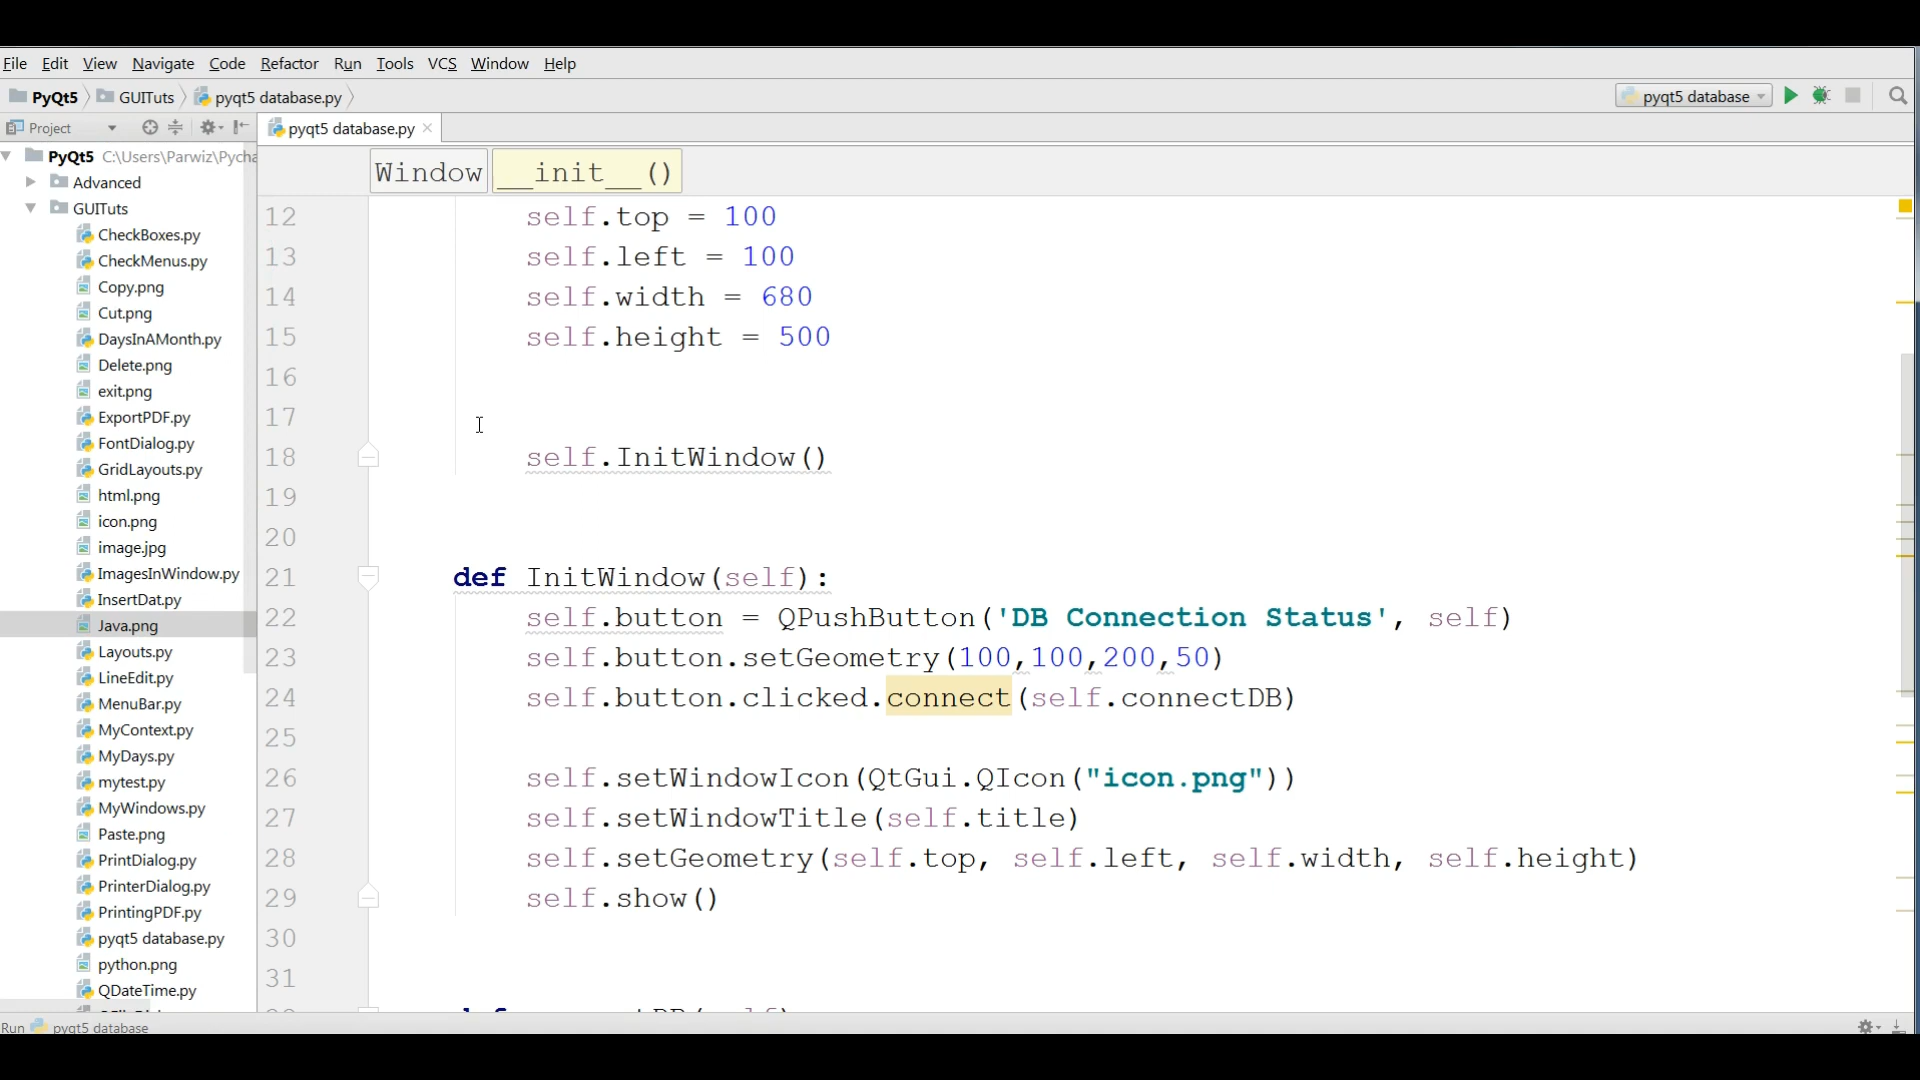 File Edit View Navigate Code Refactor Run Tools VCS Window Help
PyQt5 GUITuts pyqt5 database.py pyqt5 database
Project pyqt5 database.py
PyQt5 C:\Users\Parwiz\Pycha
Window __init__()
Advanced
GUITuts
CheckBoxes.py
CheckMenus.py
Copy.png
Cut.png
DaysInAMonth.py
Delete.png
exit.png
ExportPDF.py
FontDialog.py
GridLayouts.py
html.png
icon.png
image.jpg
ImagesInWindow.py
InsertDat.py
Java.png
Layouts.py
LineEdit.py
MenuBar.py
MyContext.py
MyDays.py
mytest.py
MyWindows.py
Paste.png
PrintDialog.py
PrinterDialog.py
PrintingPDF.py
pyqt5 database.py
python.png
QDateTime.py
12 self.top = 100
13 self.left = 100
14 self.width = 680
15 self.height = 500
16
17
18 self.InitWindow()
19
20
21 def InitWindow(self):
22 self.button = QPushButton('DB Connection Status', self)
23 self.button.setGeometry(100,100,200,50)
24 self.button.clicked.connect(self.connectDB)
25
26 self.setWindowIcon(QtGui.QIcon("icon.png"))
27 self.setWindowTitle(self.title)
28 self.setGeometry(self.top, self.left, self.width, self.height)
29 self.show()
30
31
Run pyqt5 database